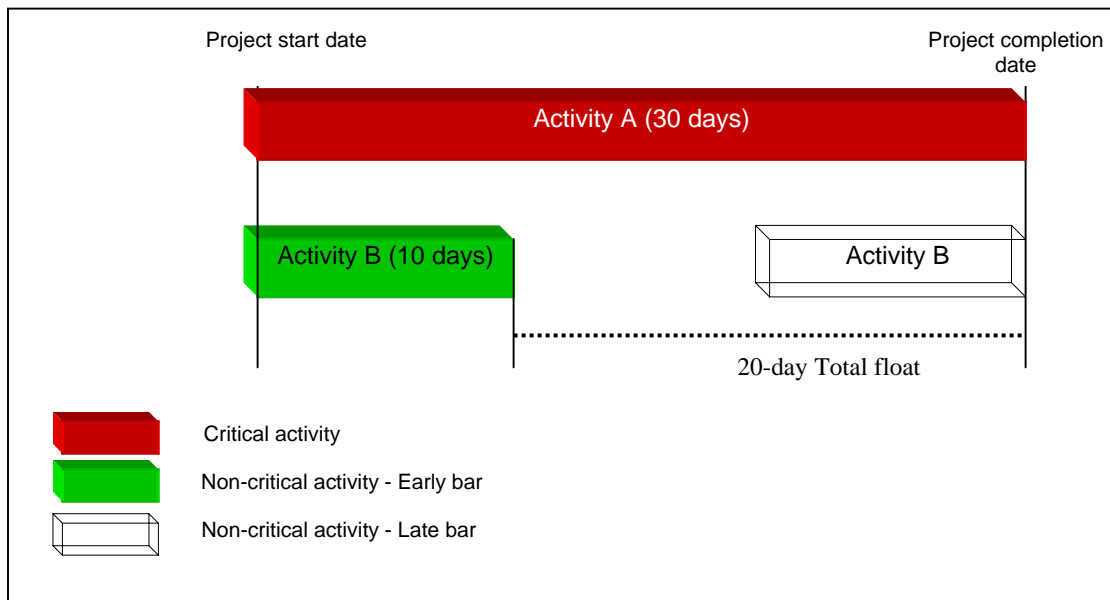 Project start date
Project completion
date
Activity A (30 days)
Activity B (10 days)
Activity B
20-day Total float
Critical activity
Non-critical activity - Early bar
Non-critical activity - Late bar